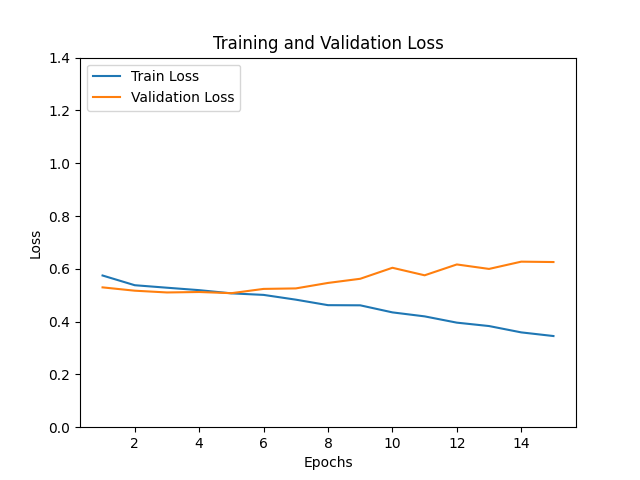 Training and Validation Loss
Train Loss
Validation Loss
1.4
1.2
1.0
0.8
0.6
0.4
0.2
0.0
Loss
2 4 6 8 10 12 14
Epochs